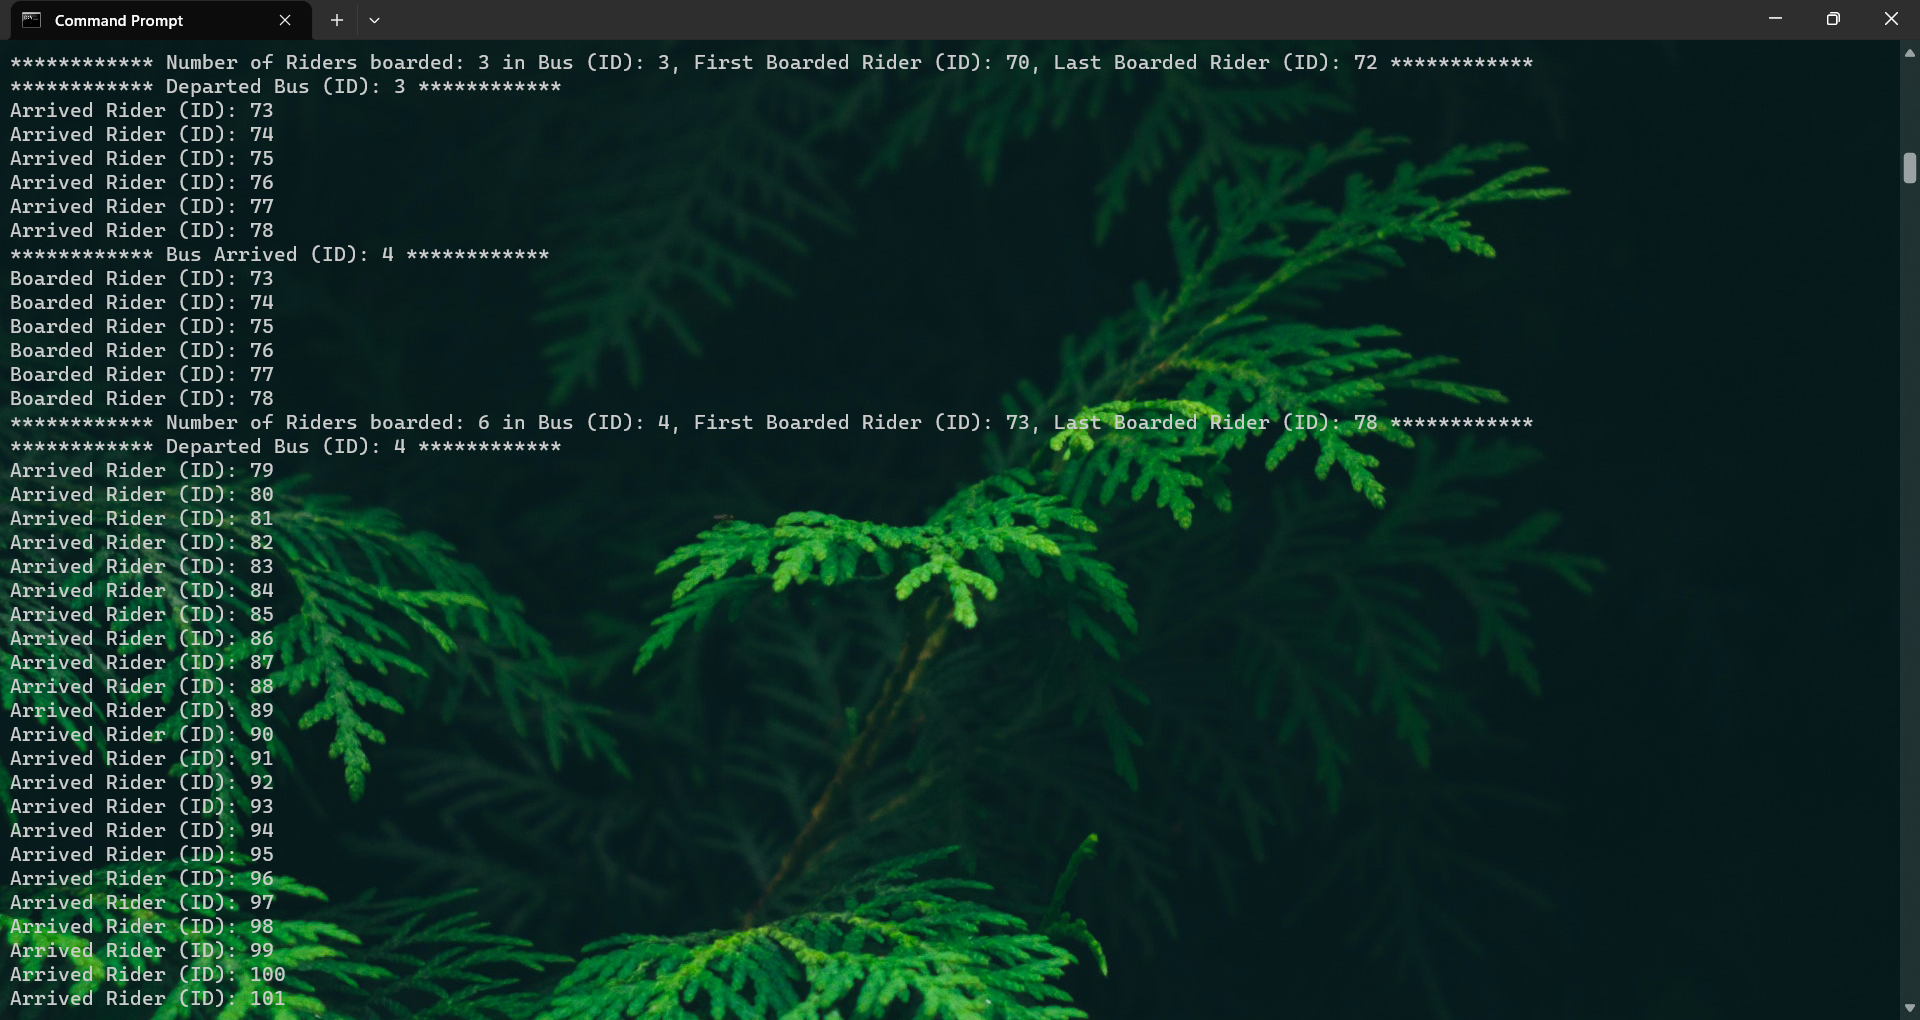 Command Prompt
************ Number of Riders boarded: 3 in Bus (ID): 3, First Boarded Rider (ID): 70, Last Boarded Rider (ID): 72 ************
************ Departed Bus (ID): 3 ************
Arrived Rider (ID): 73
Arrived Rider (ID): 74
Arrived Rider (ID): 75
Arrived Rider (ID): 76
Arrived Rider (ID): 77
Arrived Rider (ID): 78
************ Bus Arrived (ID): 4 ************
Boarded Rider (ID): 73
Boarded Rider (ID): 74
Boarded Rider (ID): 75
Boarded Rider (ID): 76
Boarded Rider (ID): 77
Boarded Rider (ID): 78
************ Number of Riders boarded: 6 in Bus (ID): 4, First Boarded Rider (ID): 73, Last Boarded Rider (ID): 78 ************
************ Departed Bus (ID): 4 ************
Arrived Rider (ID): 79
Arrived Rider (ID): 80
Arrived Rider (ID): 81
Arrived Rider (ID): 82
Arrived Rider (ID): 83
Arrived Rider (ID): 84
Arrived Rider (ID): 85
Arrived Rider (ID): 86
Arrived Rider (ID): 87
Arrived Rider (ID): 88
Arrived Rider (ID): 89
Arrived Rider (ID): 90
Arrived Rider (ID): 91
Arrived Rider (ID): 92
Arrived Rider (ID): 93
Arrived Rider (ID): 94
Arrived Rider (ID): 95
Arrived Rider (ID): 96
Arrived Rider (ID): 97
Arrived Rider (ID): 98
Arrived Rider (ID): 99
Arrived Rider (ID): 100
Arrived Rider (ID): 101